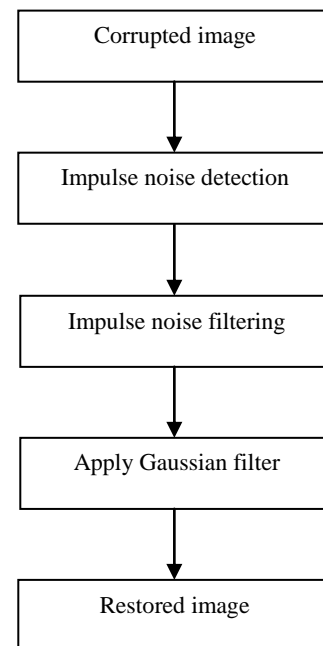 Corrupted image
Impulse noise detection
Impulse noise filtering
Apply Gaussian filter
Restored image